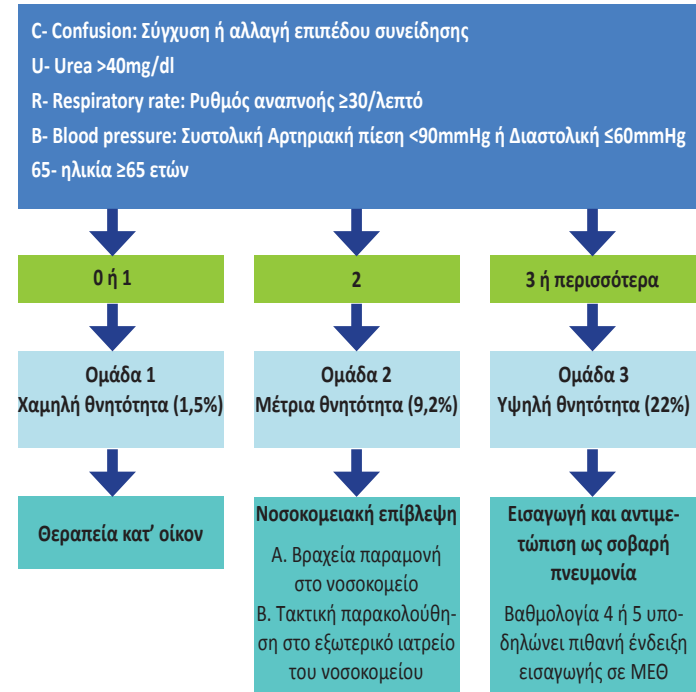 C- Confusion: Σύγχυση ή αλλαγή επιπέδου συνείδησης
U- Urea >40mg/dl
R- Respiratory rate: Ρυθμός αναπνοής ≥30/λεπτό
B- Blood pressure: Συστολική Αρτηριακή πίεση <90mmHg ή Διαστολική ≤60mmHg
65- ηλικία ≥65 ετών
0 ή 1
2
3 ή περισσότερα
Ομάδα 1
Χαμηλή θνητότητα (1,5%)
Ομάδα 2
Μέτρια θνητότητα (9,2%)
Ομάδα 3
Υψηλή θνητότητα (22%)
Θεραπεία κατ’ οίκον
Νοσοκομειακή επίβλεψη
Α. Βραχεία παραμονή
στο νοσοκομείο
Β. Τακτική παρακολούθη-
ση στο εξωτερικό ιατρείο
του νοσοκομείου
Εισαγωγή και αντιμε-
τώπιση ως σοβαρή
πνευμονία
Βαθμολογία 4 ή 5 υπο-
δηλώνει πιθανή ένδειξη
εισαγωγής σε ΜΕΘ